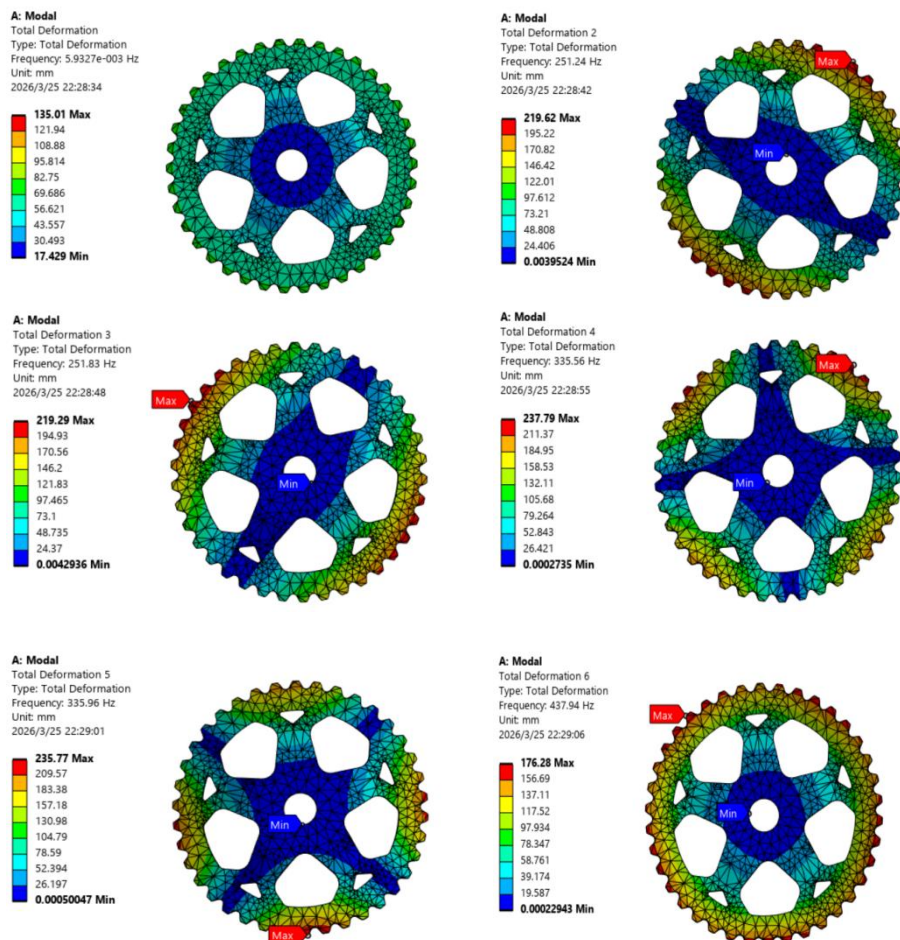 A: Modal
Total Deformation
Type: Total Deformation
Frequency: 5.9327e-003 Hz
Unit: mm
2026/3/25 22:28:34
135.01 Max
121.94
108.88
95.814
82.75
69.686
56.621
43.557
30.493
17.429 Min
A: Modal
Total Deformation 2
Type: Total Deformation
Frequency: 251.24 Hz
Unit: mm
2026/3/25 22:28:42
219.62 Max
195.22
170.82
146.42
122.01
97.612
73.21
48.808
24.406
0.0039524 Min
Max
Min
A: Modal
Total Deformation 3
Type: Total Deformation
Frequency: 251.83 Hz
Unit: mm
2026/3/25 22:28:48
219.29 Max
194.93
170.56
146.2
121.83
97.465
73.1
48.735
24.37
0.0042936 Min
Max
Min
A: Modal
Total Deformation 4
Type: Total Deformation
Frequency: 335.56 Hz
Unit: mm
2026/3/25 22:28:55
237.79 Max
211.37
184.95
158.53
132.11
105.68
79.264
52.843
26.421
0.0002735 Min
Max
Min
A: Modal
Total Deformation 5
Type: Total Deformation
Frequency: 335.96 Hz
Unit: mm
2026/3/25 22:29:01
235.77 Max
209.57
183.38
157.18
130.98
104.79
78.59
52.394
26.197
0.00050047 Min
Min
Max
A: Modal
Total Deformation 6
Type: Total Deformation
Frequency: 437.94 Hz
Unit: mm
2026/3/25 22:29:06
176.28 Max
156.69
137.11
117.52
97.934
78.347
58.761
39.174
19.587
0.00022943 Min
Max
Min